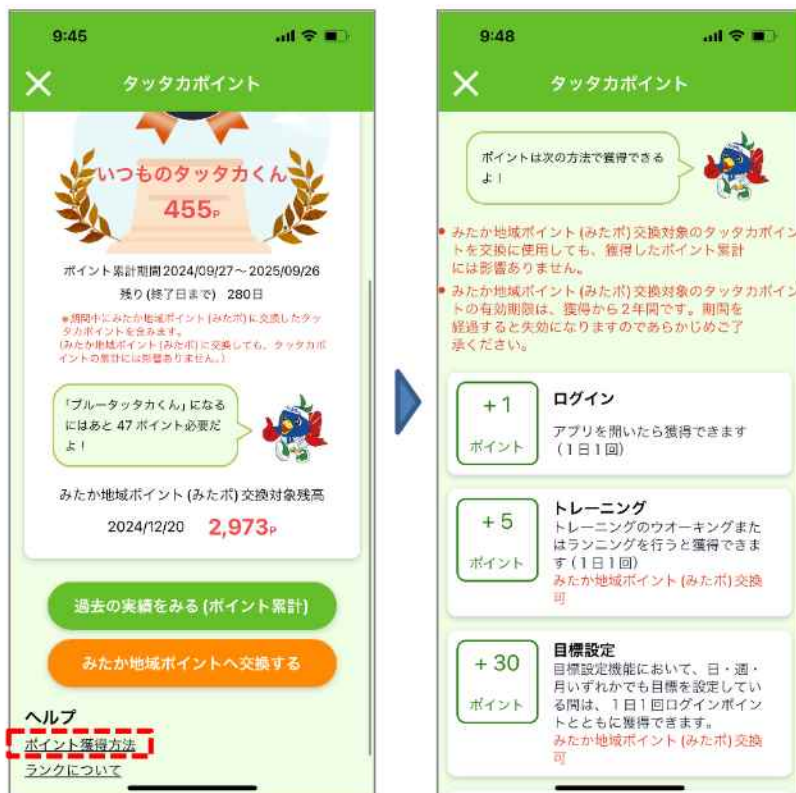 9:45
タッタカポイント
いつものタッタカくん
455P
ポイント累計期間2024/09/27～2025/09/26
残り(終了日まで) 280日
※期間中にみたか地域ポイント(みたポ)に交換したタッ
タカポイントを含みます。
(みたか地域ポイント(みたポ)に交換しても、タッタカポ
イントの累計には影響ありません。)
「ブルータッタカくん」になる
にはあと 47 ポイント必要だ
よ！
みたか地域ポイント(みたポ)交換対象残高
2024/12/20 2,973P
過去の実績をみる(ポイント累計)
みたか地域ポイントへ交換する
ヘルプ
ポイント獲得方法
ランクについて
9:48
タッタカポイント
ポイントは次の方法で獲得できる
よ！
みたか地域ポイント(みたポ)交換対象のタッタカポイン
トを交換に使用しても、獲得したポイント累計
には影響ありません。
みたか地域ポイント(みたポ)交換対象のタッタカポイン
トの有効期限は、獲得から2年間です。期間を
経過すると失効になりますのであらかじめご了
承ください。
+1
ポイント
ログイン
アプリを開いたら獲得できます
(1日1回)
+5
ポイント
トレーニング
トレーニングのウオーキングまた
はランニングを行うと獲得できま
す(1日1回)
みたか地域ポイント(みたポ)交換
可
+30
ポイント
目標設定
目標設定機能において、日・週・
月いずれかでも目標を設定してい
る間は、1日1回ログインポイン
トとともに獲得できます。
みたか地域ポイント(みたポ)交換
可